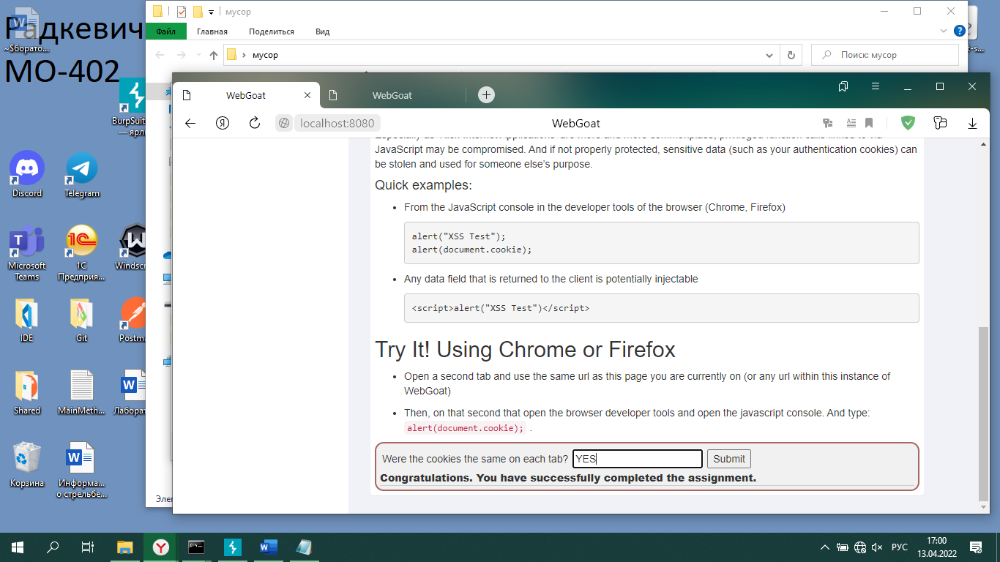 Радкевич
МО-402
~$борато...
BurpSuit
— ярл
Discord
Telegram
Microsoft
Teams
1С
Предприя...
Windscr
IDE
Git
Postma
Shared
MainMeth...
Лаборат
Корзина
Информа...
о стрельбе...
мусор
Файл
Главная
Поделиться
Вид
мусор
Поиск: мусор
Элем
WebGoat
WebGoat
localhost:8080
WebGoat
JavaScript may be compromised. And if not properly protected, sensitive data (such as your authentication cookies) can
be stolen and used for someone else’s purpose.
Quick examples:
• From the JavaScript console in the developer tools of the browser (Chrome, Firefox)
alert("XSS Test");
alert(document.cookie);
• Any data field that is returned to the client is potentially injectable
<script>alert("XSS Test")</script>
Try It! Using Chrome or Firefox
• Open a second tab and use the same url as this page you are currently on (or any url within this instance of
WebGoat)
• Then, on that second that open the browser developer tools and open the javascript console. And type:
alert(document.cookie); .
Were the cookies the same on each tab? YES Submit
Congratulations. You have successfully completed the assignment.
РУС
17:00
13.04.2022